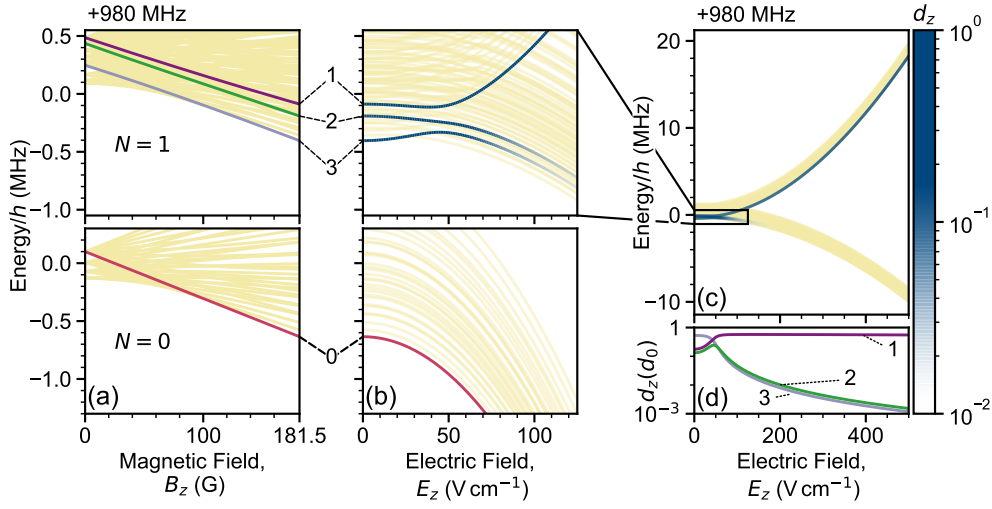 +980 MHz
+980 MHz
d_z
0.5
0.0
−0.5
−1.0
Energy/h (MHz)
N = 1
1
2
3
20
10
0
−10
Energy/h (MHz)
(c)
10^0
10^−1
10^−2
0.0
−0.5
−1.0
N = 0
(a)
0
(b)
1
10^−3
d_z(d_0)
1
2
3
(d)
0
100
181.5
Magnetic Field,
B_z (G)
0
50
100
Electric Field,
E_z (V cm^−1)
0
200
400
Electric Field,
E_z (V cm^−1)